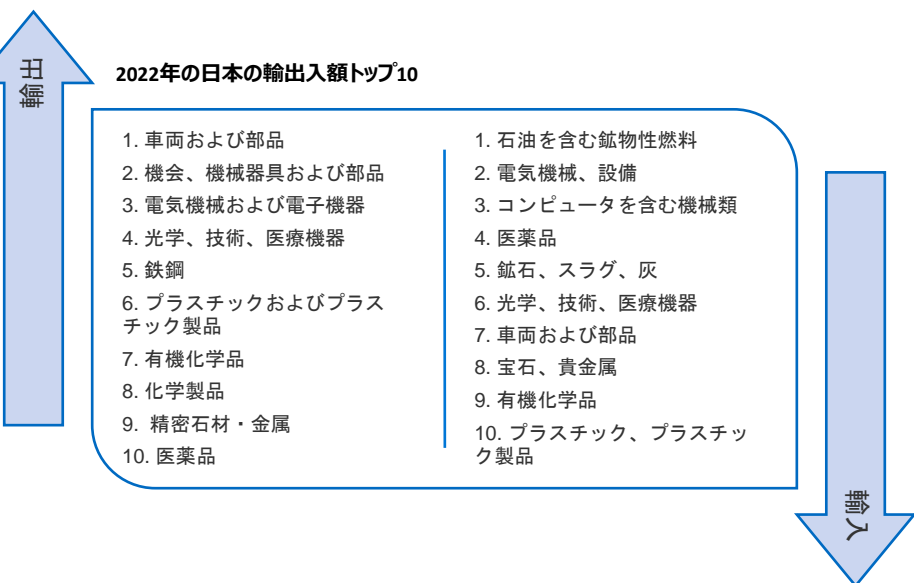 輸出
2022年の日本の輸出入額トップ10
1. 車両および部品
2. 機会、機械器具および部品
3. 電気機械および電子機器
4. 光学、技術、医療機器
5. 鉄鋼
6. プラスチックおよびプラス
チック製品
7. 有機化学品
8. 化学製品
9. 精密石材・金属
10. 医薬品
1. 石油を含む鉱物性燃料
2. 電気機械、設備
3. コンピュータを含む機械類
4. 医薬品
5. 鉱石、スラグ、灰
6. 光学、技術、医療機器
7. 車両および部品
8. 宝石、貴金属
9. 有機化学品
10. プラスチック、プラスチッ
ク製品
輸入